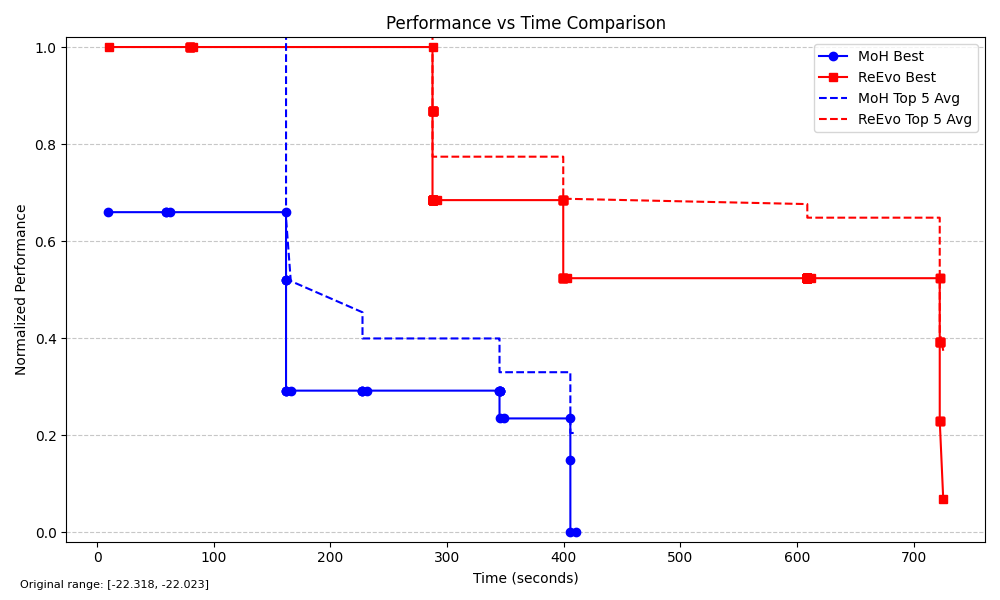 Performance vs Time Comparison
Normalized Performance
1.0
0.8
0.6
0.4
0.2
0.0
MoH Best
ReEvo Best
MoH Top 5 Avg
ReEvo Top 5 Avg
0 100 200 300 400 500 600 700
Time (seconds)
Original range: [-22.318, -22.023]